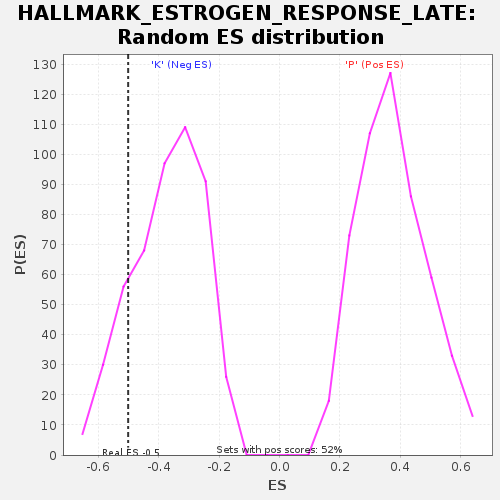 HALLMARK_ESTROGEN_RESPONSE_LATE:
Random ES distribution
'K' (Neg ES)
'P' (Pos ES)
130
120
110
100
90
80
70
60
50
40
30
20
10
0
P(ES)
Real ES -0.5
Sets with pos scores: 52%
-0.6 -0.4 -0.2 0.0 0.2 0.4 0.6
ES